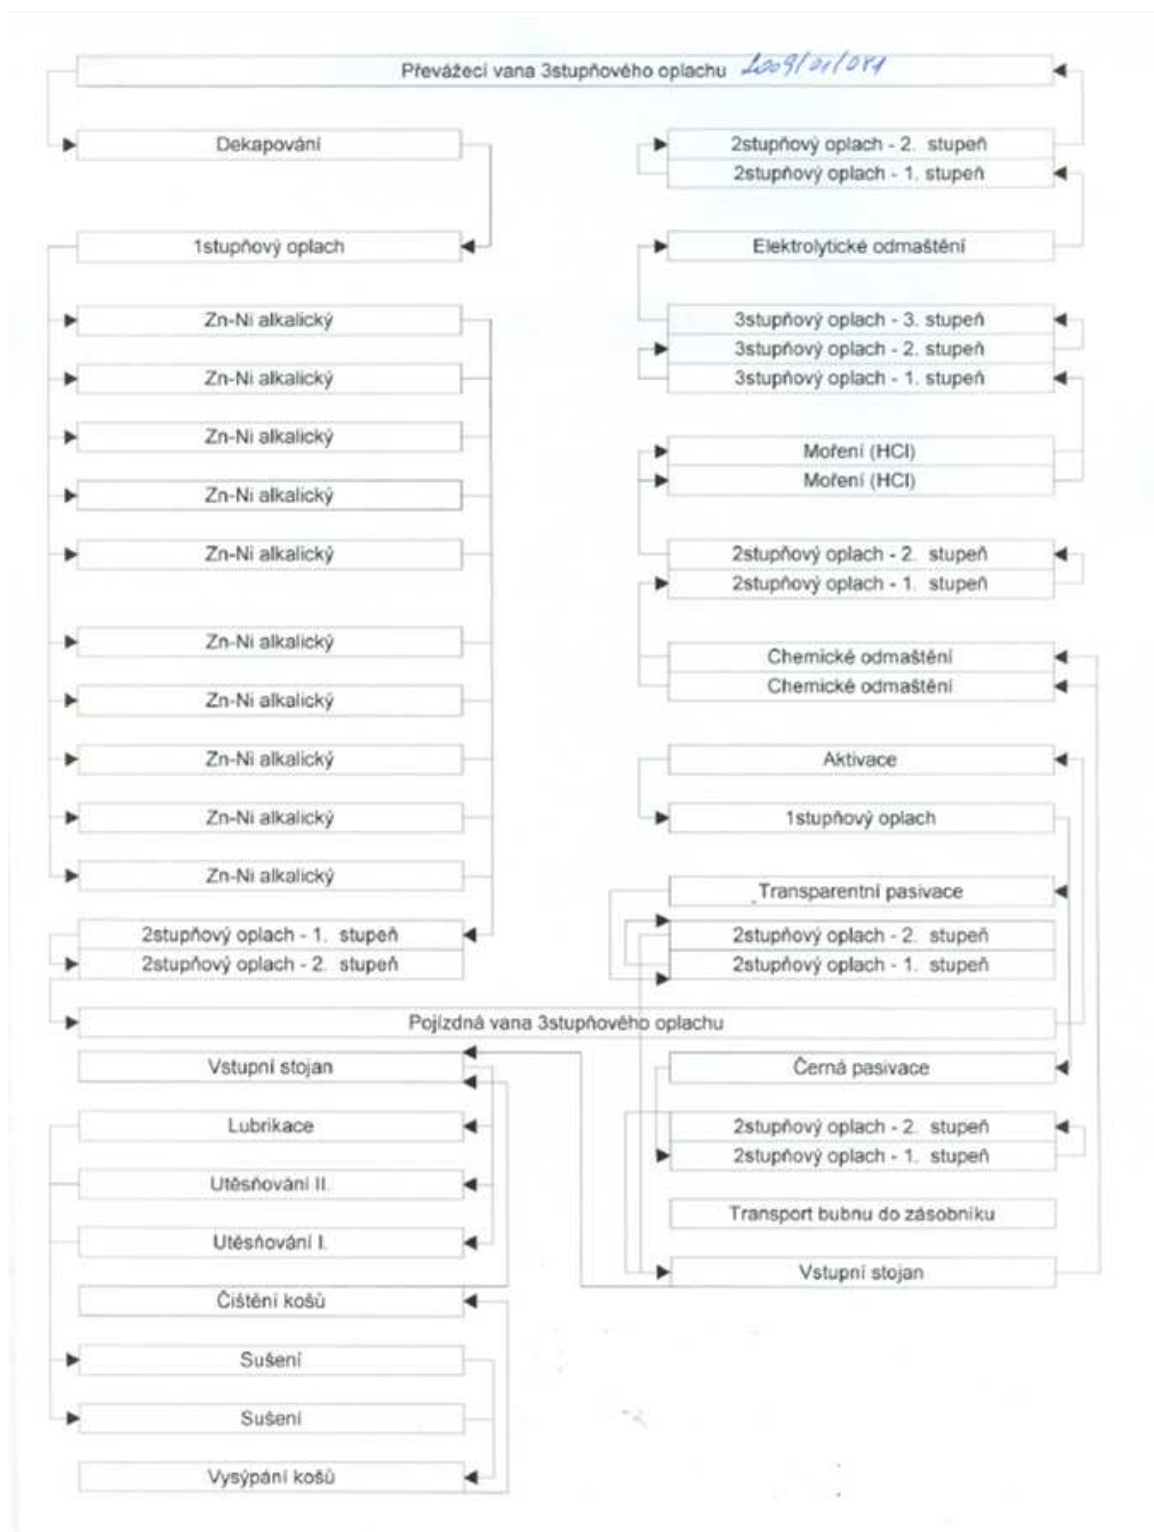 Převážecí vana 3stupňového oplachu 2009/01/081
Dekapování
1stupňový oplach
Zn-Ni alkalický
Zn-Ni alkalický
Zn-Ni alkalický
Zn-Ni alkalický
Zn-Ni alkalický
Zn-Ni alkalický
Zn-Ni alkalický
Zn-Ni alkalický
Zn-Ni alkalický
Zn-Ni alkalický
2stupňový oplach - 1. stupeň
2stupňový oplach - 2. stupeň
2stupňový oplach - 2. stupeň
2stupňový oplach - 1. stupeň
Elektrolytické odmaštění
3stupňový oplach - 3. stupeň
3stupňový oplach - 2. stupeň
3stupňový oplach - 1. stupeň
Moření (HCl)
Moření (HCl)
2stupňový oplach - 2. stupeň
2stupňový oplach - 1. stupeň
Chemické odmaštění
Chemické odmaštění
Aktivace
1stupňový oplach
Transparentní pasivace
2stupňový oplach - 2. stupeň
2stupňový oplach - 1. stupeň
Pojízdná vana 3stupňového oplachu
Vstupní stojan
Lubrikace
Utěsňování II.
Utěsňování I.
Čištění košů
Sušení
Sušení
Vysýpání košů
Černá pasivace
2stupňový oplach - 2. stupeň
2stupňový oplach - 1. stupeň
Transport bubnu do zásobníku
Vstupní stojan